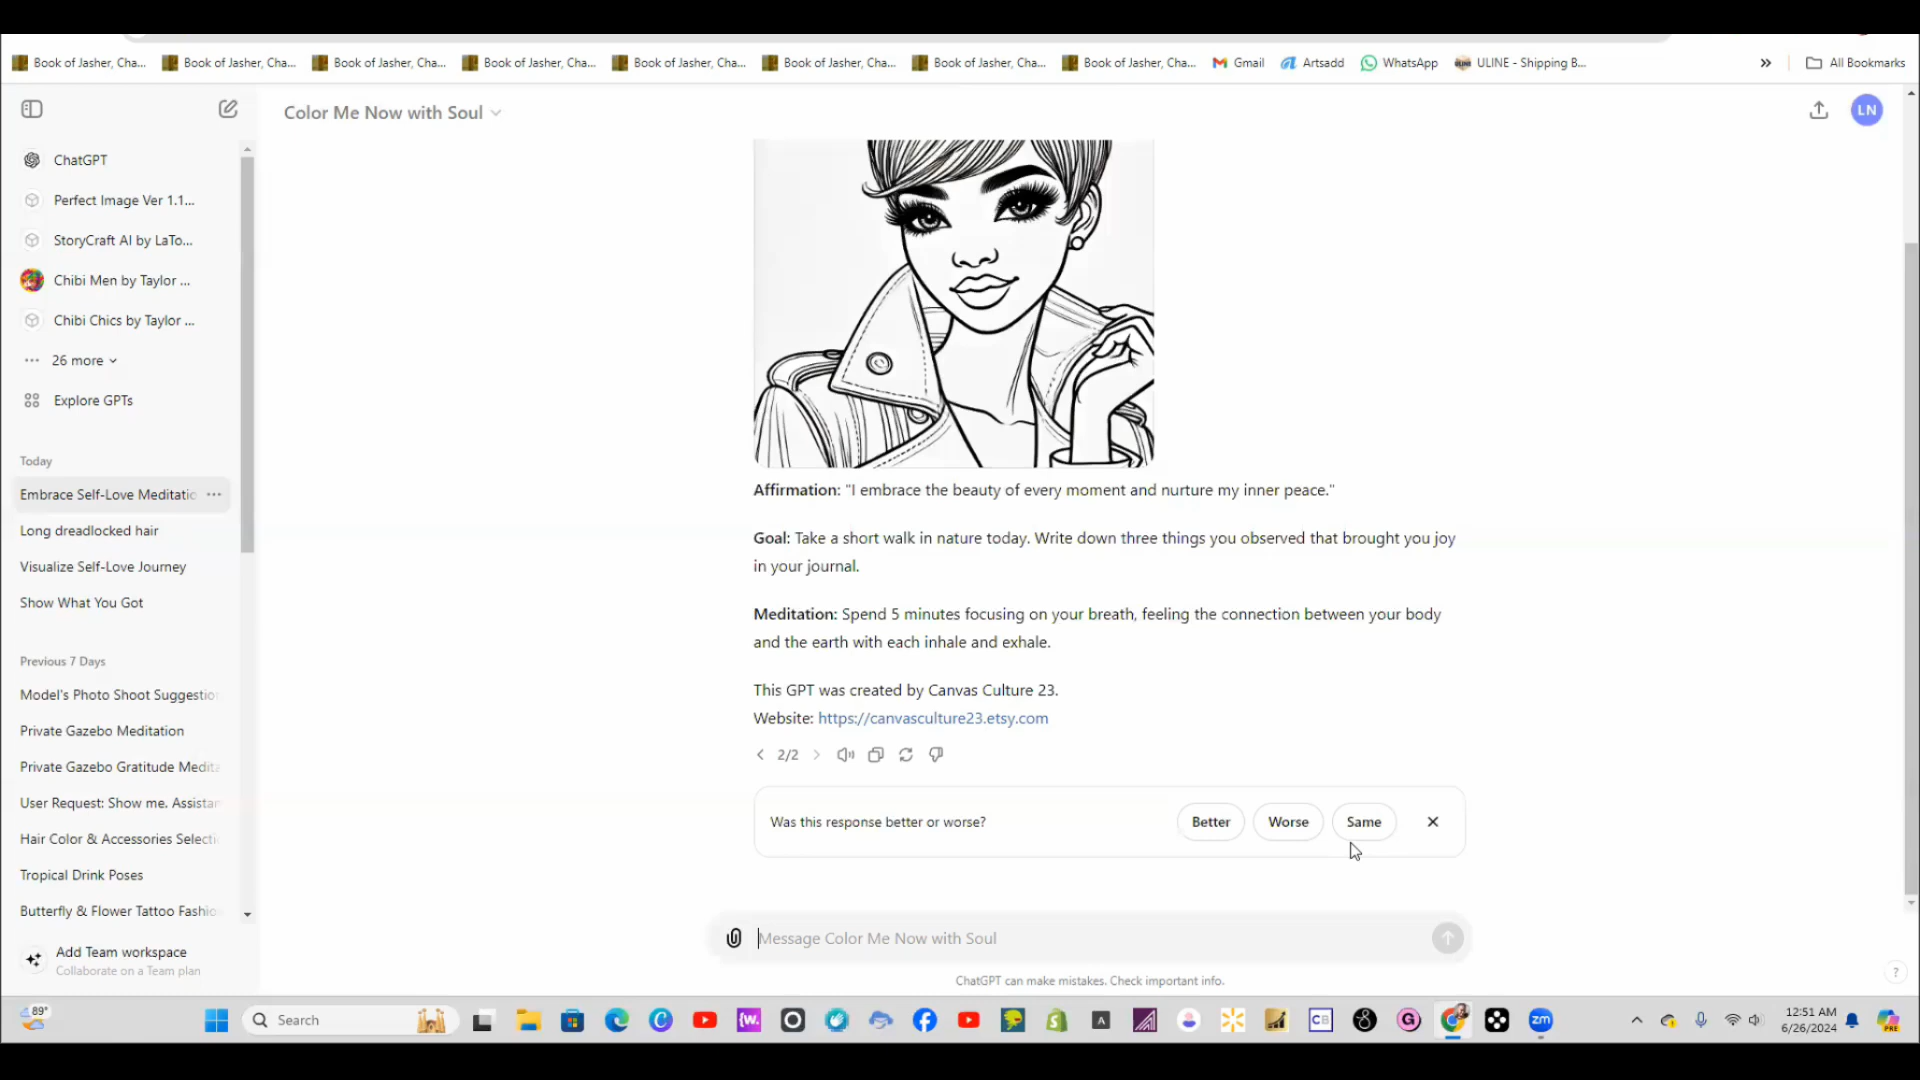 Book of Jasher, Cha...
Book of Jasher, Cha...
Book of Jasher, Cha...
Book of Jasher, Cha...
Book of Jasher, Cha...
Book of Jasher, Cha...
Book of Jasher, Cha...
Book of Jasher, Cha...
Gmail
Artsadd
WhatsApp
ULINE - Shipping B...
All Bookmarks
Color Me Now with Soul
LN
ChatGPT
Perfect Image Ver 1.1...
StoryCraft AI by LaTo...
Chibi Men by Taylor ...
Chibi Chics by Taylor ...
26 more
Explore GPTs
Today
Embrace Self-Love Meditatio
Long dreadlocked hair
Visualize Self-Love Journey
Show What You Got
Previous 7 Days
Model's Photo Shoot Suggestion
Private Gazebo Meditation
Private Gazebo Gratitude Medita
User Request: Show me. Assistan
Hair Color & Accessories Selecti
Tropical Drink Poses
Butterfly & Flower Tattoo Fashio
Add Team workspace
Collaborate on a Team plan
Affirmation: "I embrace the beauty of every moment and nurture my inner peace."
Goal: Take a short walk in nature today. Write down three things you observed that brought you joy
in your journal.
Meditation: Spend 5 minutes focusing on your breath, feeling the connection between your body
and the earth with each inhale and exhale.
This GPT was created by Canvas Culture 23.
Website: https://canvasculture23.etsy.com
2/2
Was this response better or worse?
Better
Worse
Same
Message Color Me Now with Soul
ChatGPT can make mistakes. Check important info.
?
89°
Search
12:51 AM
6/26/2024